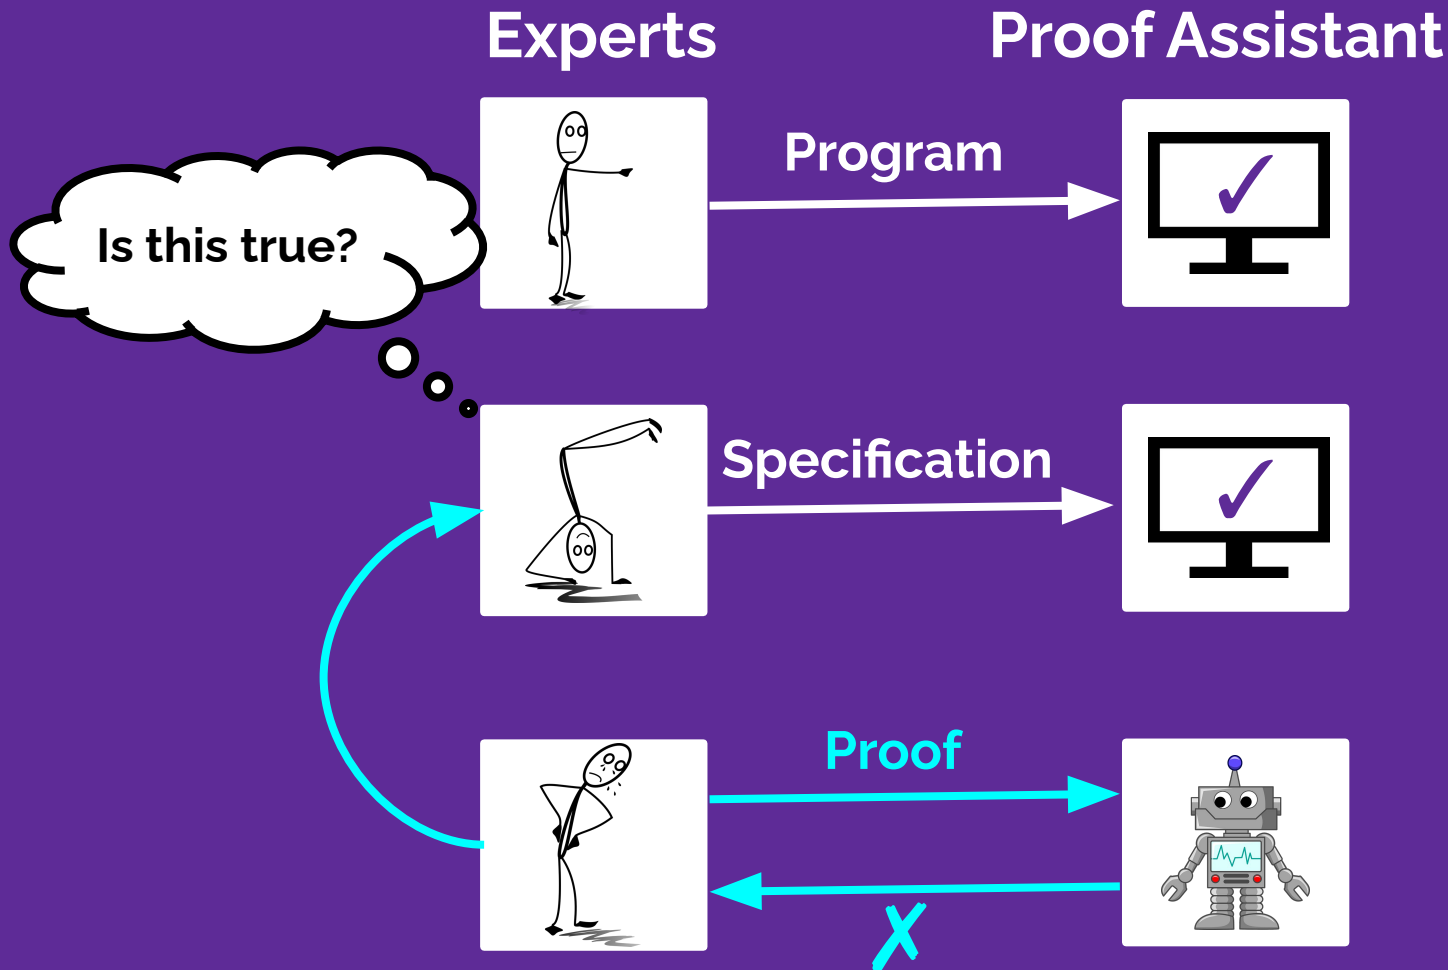 Experts
Proof Assistant
Program
Is this true?
Specification
Proof